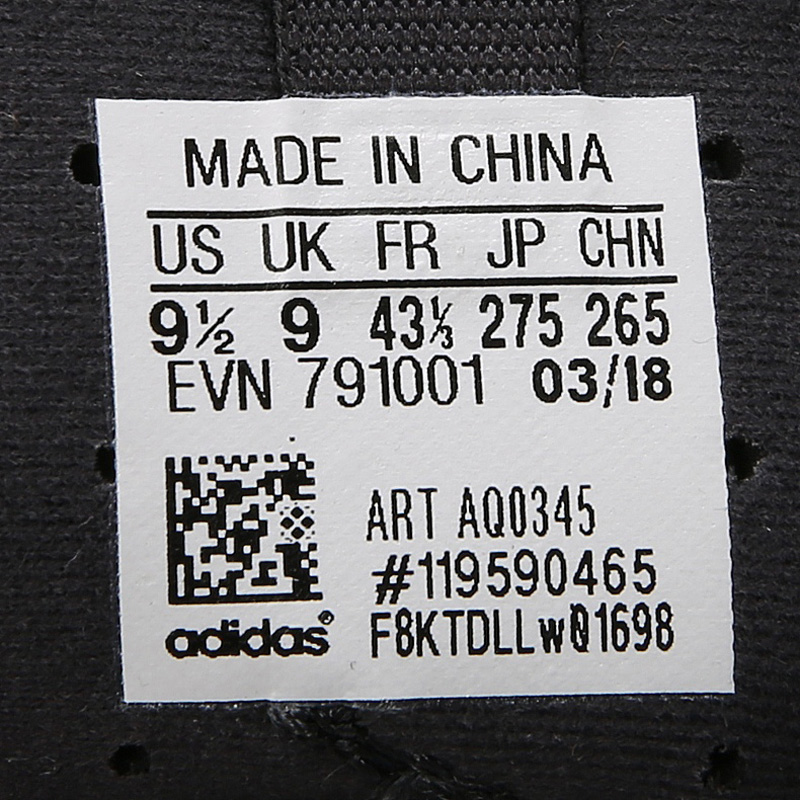 MADE IN CHINA
US UK FR JP CHN
9½ 9 43⅓ 275 265
EVN 791001 03/18
ART AQ0345
#119590465
adidas® F8KTDLLw01698